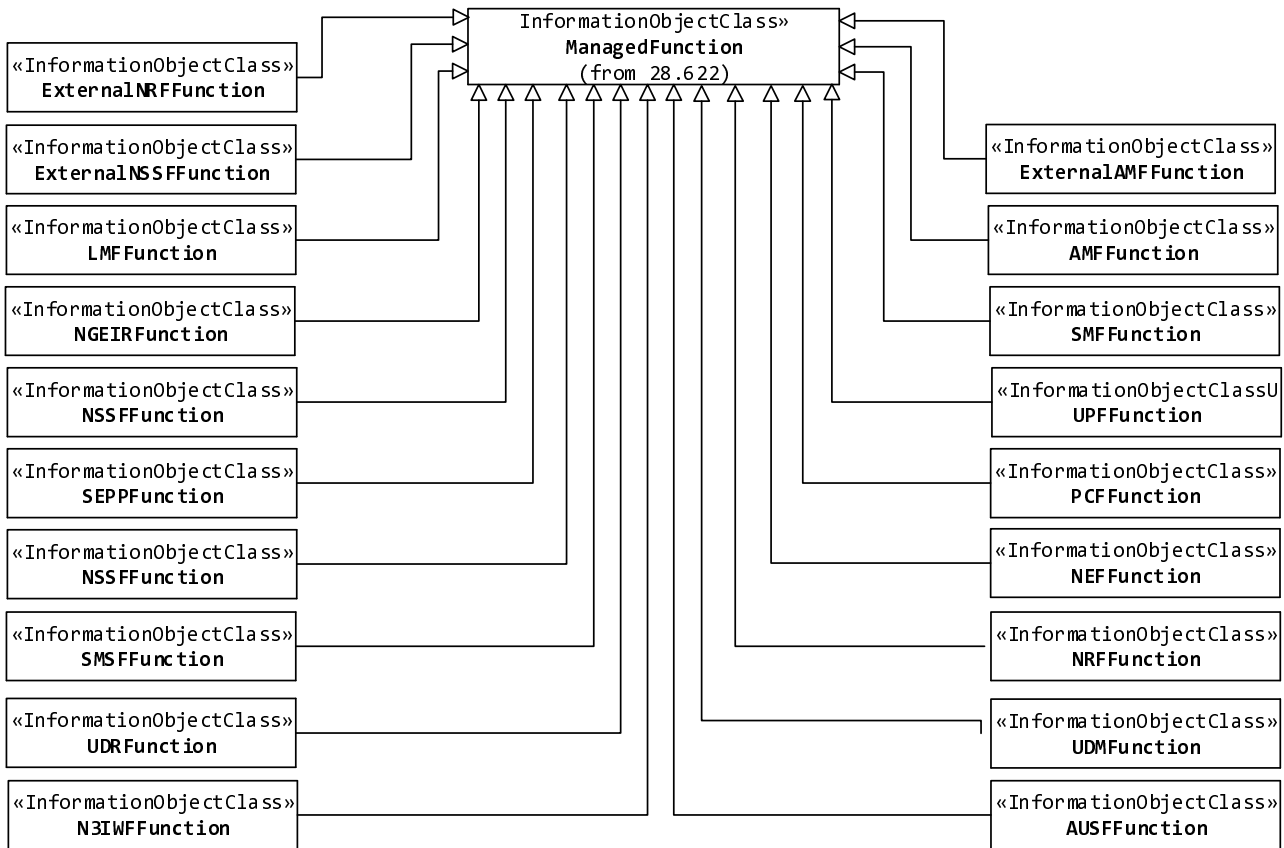 InformationObjectClass»
ManagedFunction
(from 28.622)
«InformationObjectClass»
ExternalNRFFunction
«InformationObjectClass»
ExternalNSSFFunction
«InformationObjectClass»
LMFFunction
«InformationObjectClass»
NGEIRFunction
«InformationObjectClass»
NSSFFunction
«InformationObjectClass»
SEPPFunction
«InformationObjectClass»
NSSFFunction
«InformationObjectClass»
SMSFFunction
«InformationObjectClass»
UDRFunction
«InformationObjectClass»
N3IWFFunction
«InformationObjectClass»
ExternalAMFFunction
«InformationObjectClass»
AMFFunction
«InformationObjectClass»
SMFFunction
«InformationObjectClassU
UPFFunction
«InformationObjectClass»
PCFFunction
«InformationObjectClass»
NEFFunction
«InformationObjectClass»
NRFFunction
«InformationObjectClass»
UDMFunction
«InformationObjectClass»
AUSFFunction